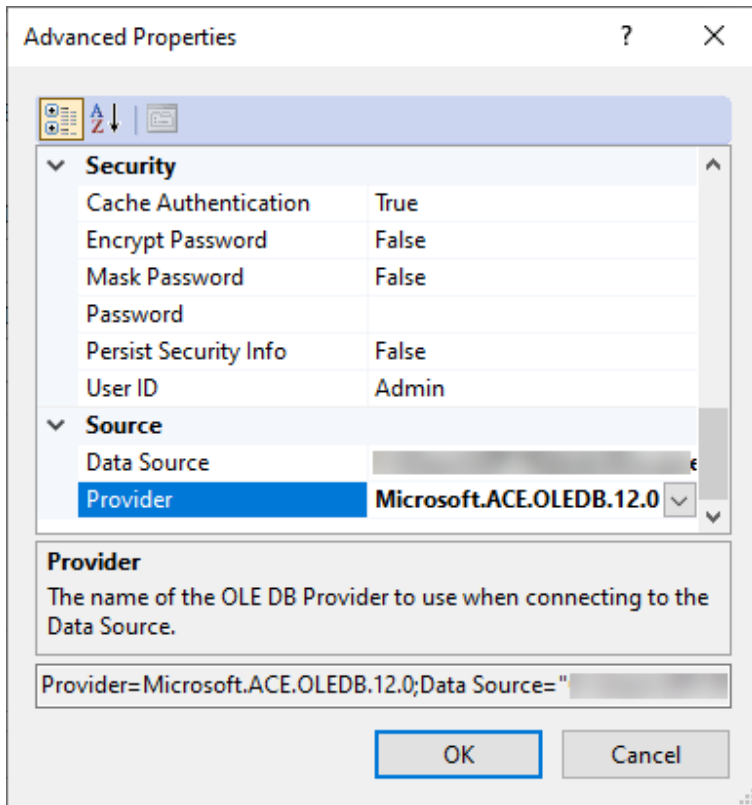 Advanced Properties
Security
Cache Authentication True
Encrypt Password False
Mask Password False
Password
Persist Security Info False
User ID Admin
Source
Data Source
Provider Microsoft.ACE.OLEDB.12.0
Provider
The name of the OLE DB Provider to use when connecting to the
Data Source.
Provider=Microsoft.ACE.OLEDB.12.0;Data Source="
OK Cancel